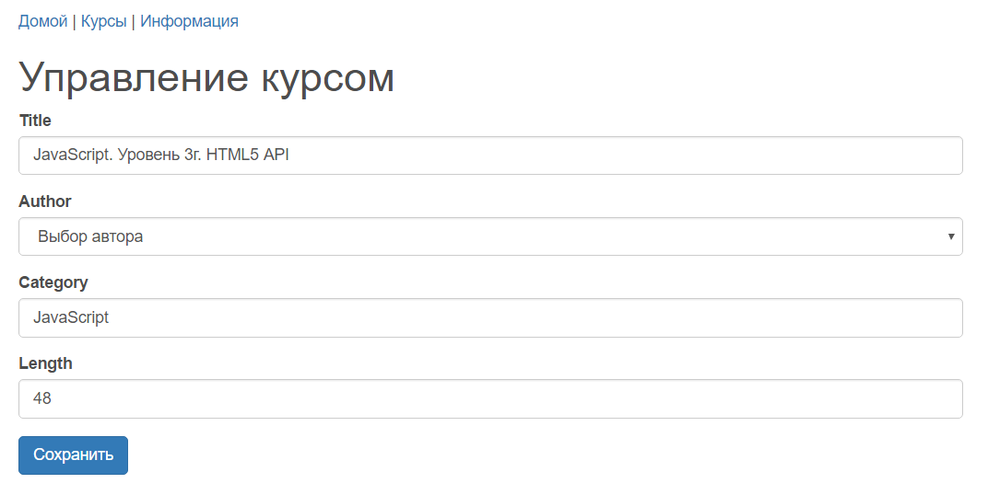 Домой | Курсы | Информация
Управление курсом
Title
JavaScript. Уровень 3г. HTML5 API
Author
Выбор автора
Category
JavaScript
Length
48
Сохранить